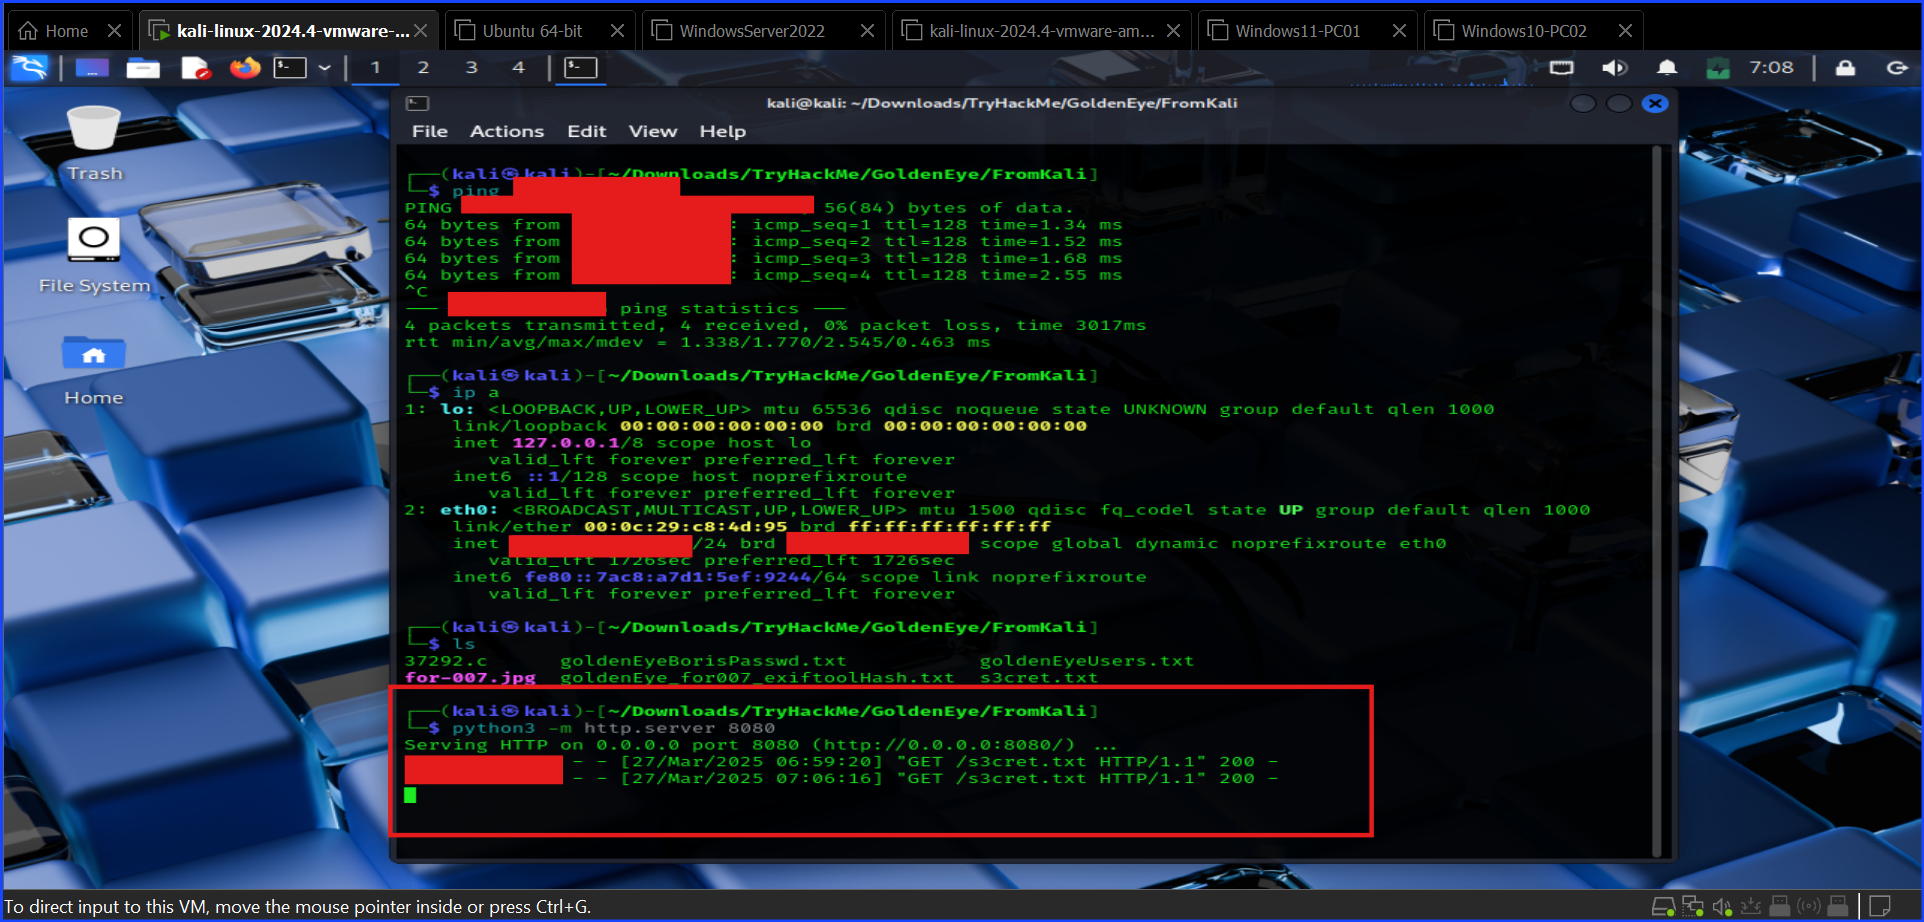 Home
kali-linux-2024.4-vmware-...
Ubuntu 64-bit
WindowsServer2022
kali-linux-2024.4-vmware-am...
Windows11-PC01
Windows10-PC02
1 2 3 4
7:08
Trash
File System
Home
kali@kali: ~/Downloads/TryHackMe/GoldenEye/FromKali
File Actions Edit View Help
┌──(kali㉿kali)-[~/Downloads/TryHackMe/GoldenEye/FromKali]
└─$ ping
PING 56(84) bytes of data.
64 bytes from : icmp_seq=1 ttl=128 time=1.34 ms
64 bytes from : icmp_seq=2 ttl=128 time=1.52 ms
64 bytes from : icmp_seq=3 ttl=128 time=1.68 ms
64 bytes from : icmp_seq=4 ttl=128 time=2.55 ms
^C
--- ping statistics ---
4 packets transmitted, 4 received, 0% packet loss, time 3017ms
rtt min/avg/max/mdev = 1.338/1.770/2.545/0.463 ms
┌──(kali㉿kali)-[~/Downloads/TryHackMe/GoldenEye/FromKali]
└─$ ip a
1: lo: <LOOPBACK,UP,LOWER_UP> mtu 65536 qdisc noqueue state UNKNOWN group default qlen 1000
link/loopback 00:00:00:00:00:00 brd 00:00:00:00:00:00
inet 127.0.0.1/8 scope host lo
valid_lft forever preferred_lft forever
inet6 ::1/128 scope host noprefixroute
valid_lft forever preferred_lft forever
2: eth0: <BROADCAST,MULTICAST,UP,LOWER_UP> mtu 1500 qdisc fq_codel state UP group default qlen 1000
link/ether 00:0c:29:c8:4d:95 brd ff:ff:ff:ff:ff:ff
inet /24 brd scope global dynamic noprefixroute eth0
valid_lft 1726sec preferred_lft 1726sec
inet6 fe80::7ac8:a7d1:5ef:9244/64 scope link noprefixroute
valid_lft forever preferred_lft forever
┌──(kali㉿kali)-[~/Downloads/TryHackMe/GoldenEye/FromKali]
└─$ ls
37292.c goldenEyeBorisPasswd.txt goldenEyeUsers.txt
for-007.jpg goldenEye_for007_exiftoolHash.txt s3cret.txt
┌──(kali㉿kali)-[~/Downloads/TryHackMe/GoldenEye/FromKali]
└─$ python3 -m http.server 8080
Serving HTTP on 0.0.0.0 port 8080 (http://0.0.0.0:8080/) ...
- - [27/Mar/2025 06:59:20] "GET /s3cret.txt HTTP/1.1" 200 -
- - [27/Mar/2025 07:06:16] "GET /s3cret.txt HTTP/1.1" 200 -
To direct input to this VM, move the mouse pointer inside or press Ctrl+G.